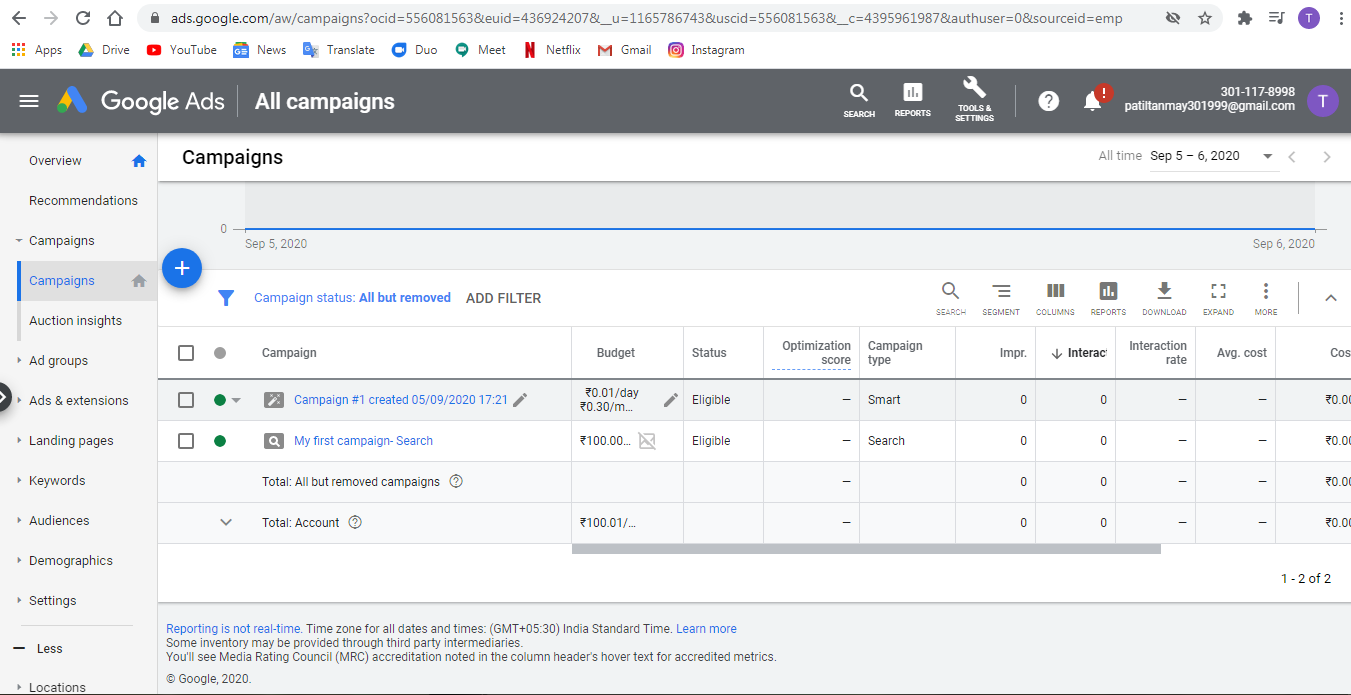 ads.google.com/aw/campaigns?ocid=556081563&euid=436924207&__u=1165786743&uscid=556081563&__c=4395961987&authuser=0&sourceid=emp
T
Apps Drive YouTube News Translate Duo Meet Netflix Gmail Instagram
Google Ads All campaigns
SEARCH
REPORTS
TOOLS &
SETTINGS
?
!
301-117-8998
patiltanmay301999@gmail.com
T
Overview
Recommendations
Campaigns
Campaigns
Auction insights
Ad groups
Ads & extensions
Landing pages
Keywords
Audiences
Demographics
Settings
Less
Locations
Campaigns
All time Sep 5 – 6, 2020
0
Sep 5, 2020 Sep 6, 2020
+
Campaign status: All but removed ADD FILTER
SEARCH SEGMENT COLUMNS REPORTS DOWNLOAD EXPAND MORE
Campaign Budget Status Optimization score Campaign type Impr. Interac Interaction rate Avg. cost Cos
Campaign #1 created 05/09/2020 17:21 ₹0.01/day ₹0.30/m... Eligible – Smart 0 0 – – ₹0.00
My first campaign- Search ₹100.00... Eligible – Search 0 0 – – ₹0.00
Total: All but removed campaigns ? – 0 0 – – ₹0.00
Total: Account ? ₹100.01/... – 0 0 – – ₹0.00
1 - 2 of 2
Reporting is not real-time. Time zone for all dates and times: (GMT+05:30) India Standard Time. Learn more
Some inventory may be provided through third party intermediaries.
You'll see Media Rating Council (MRC) accreditation noted in the column header's hover text for accredited metrics.
© Google, 2020.